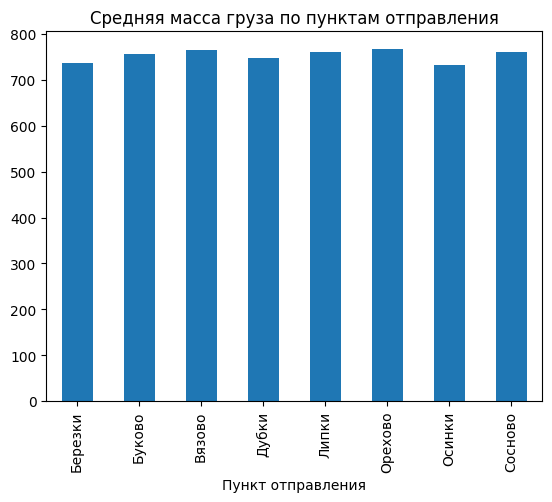 Средняя масса груза по пунктам отправления
800
700
600
500
400
300
200
100
0
Березки
Буково
Вязово
Дубки
Липки
Орехово
Осинки
Сосново
Пункт отправления